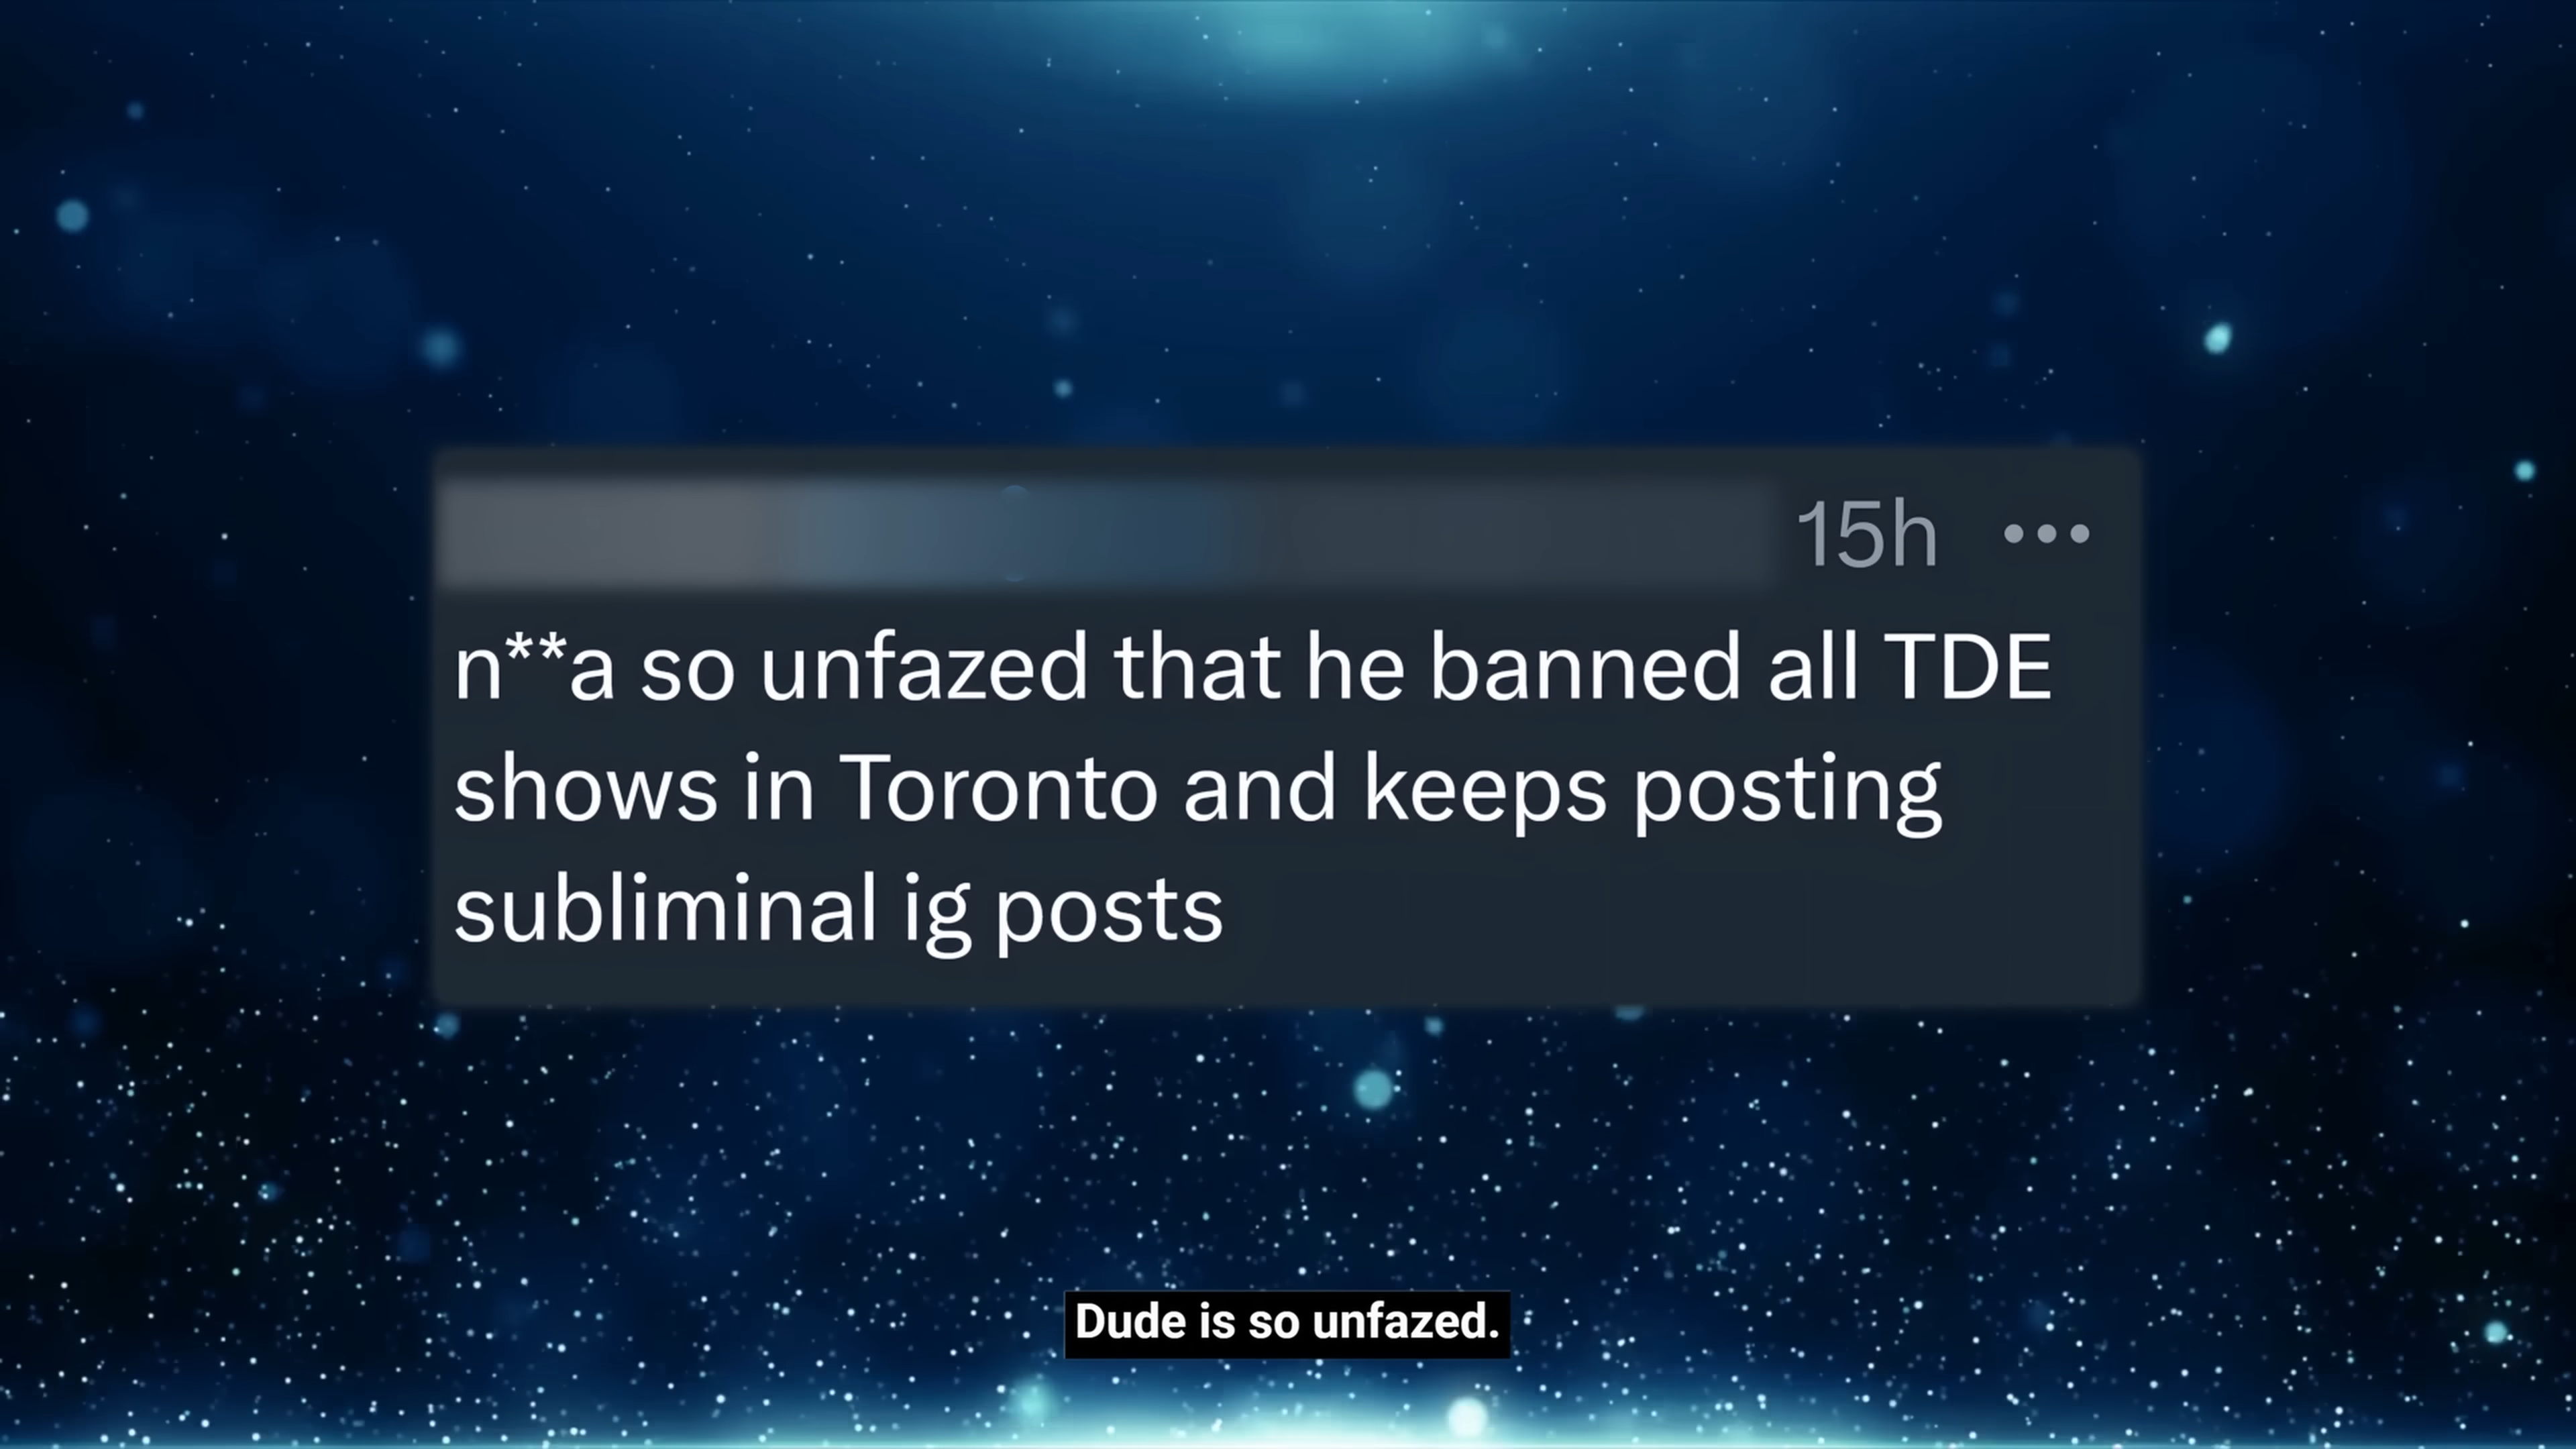 15h •••
n**a so unfazed that he banned all TDE
shows in Toronto and keeps posting
subliminal ig posts
Dude is so unfazed.